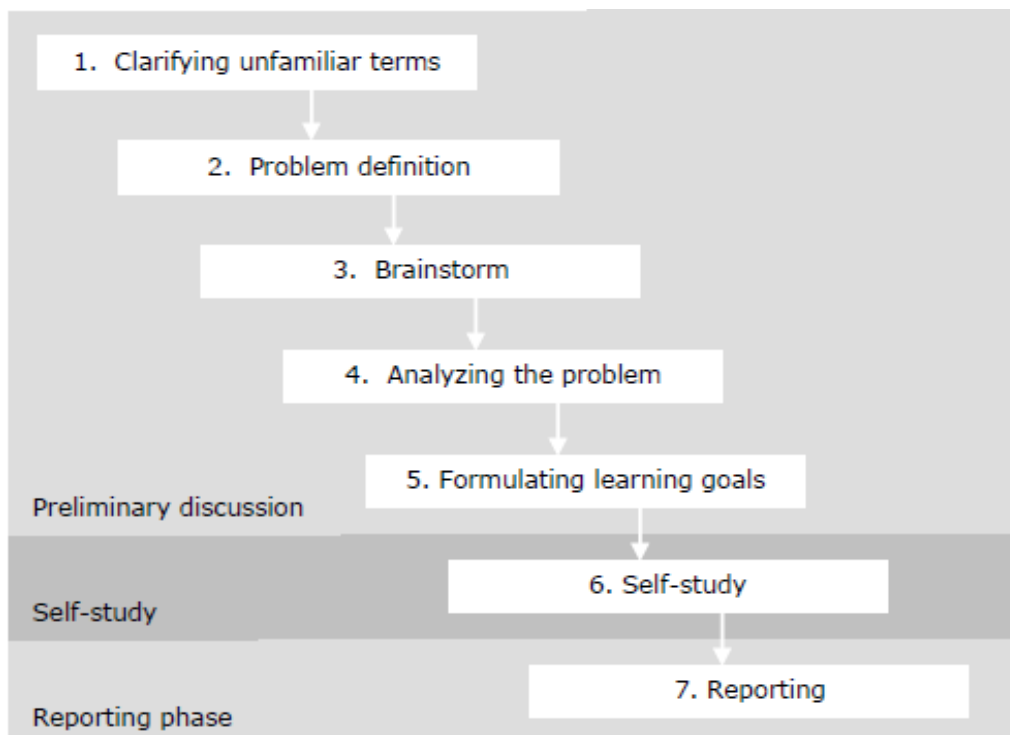 1. Clarifying unfamiliar terms
2. Problem definition
3. Brainstorm
4. Analyzing the problem
5. Formulating learning goals
Preliminary discussion
6. Self-study
Self-study
7. Reporting
Reporting phase